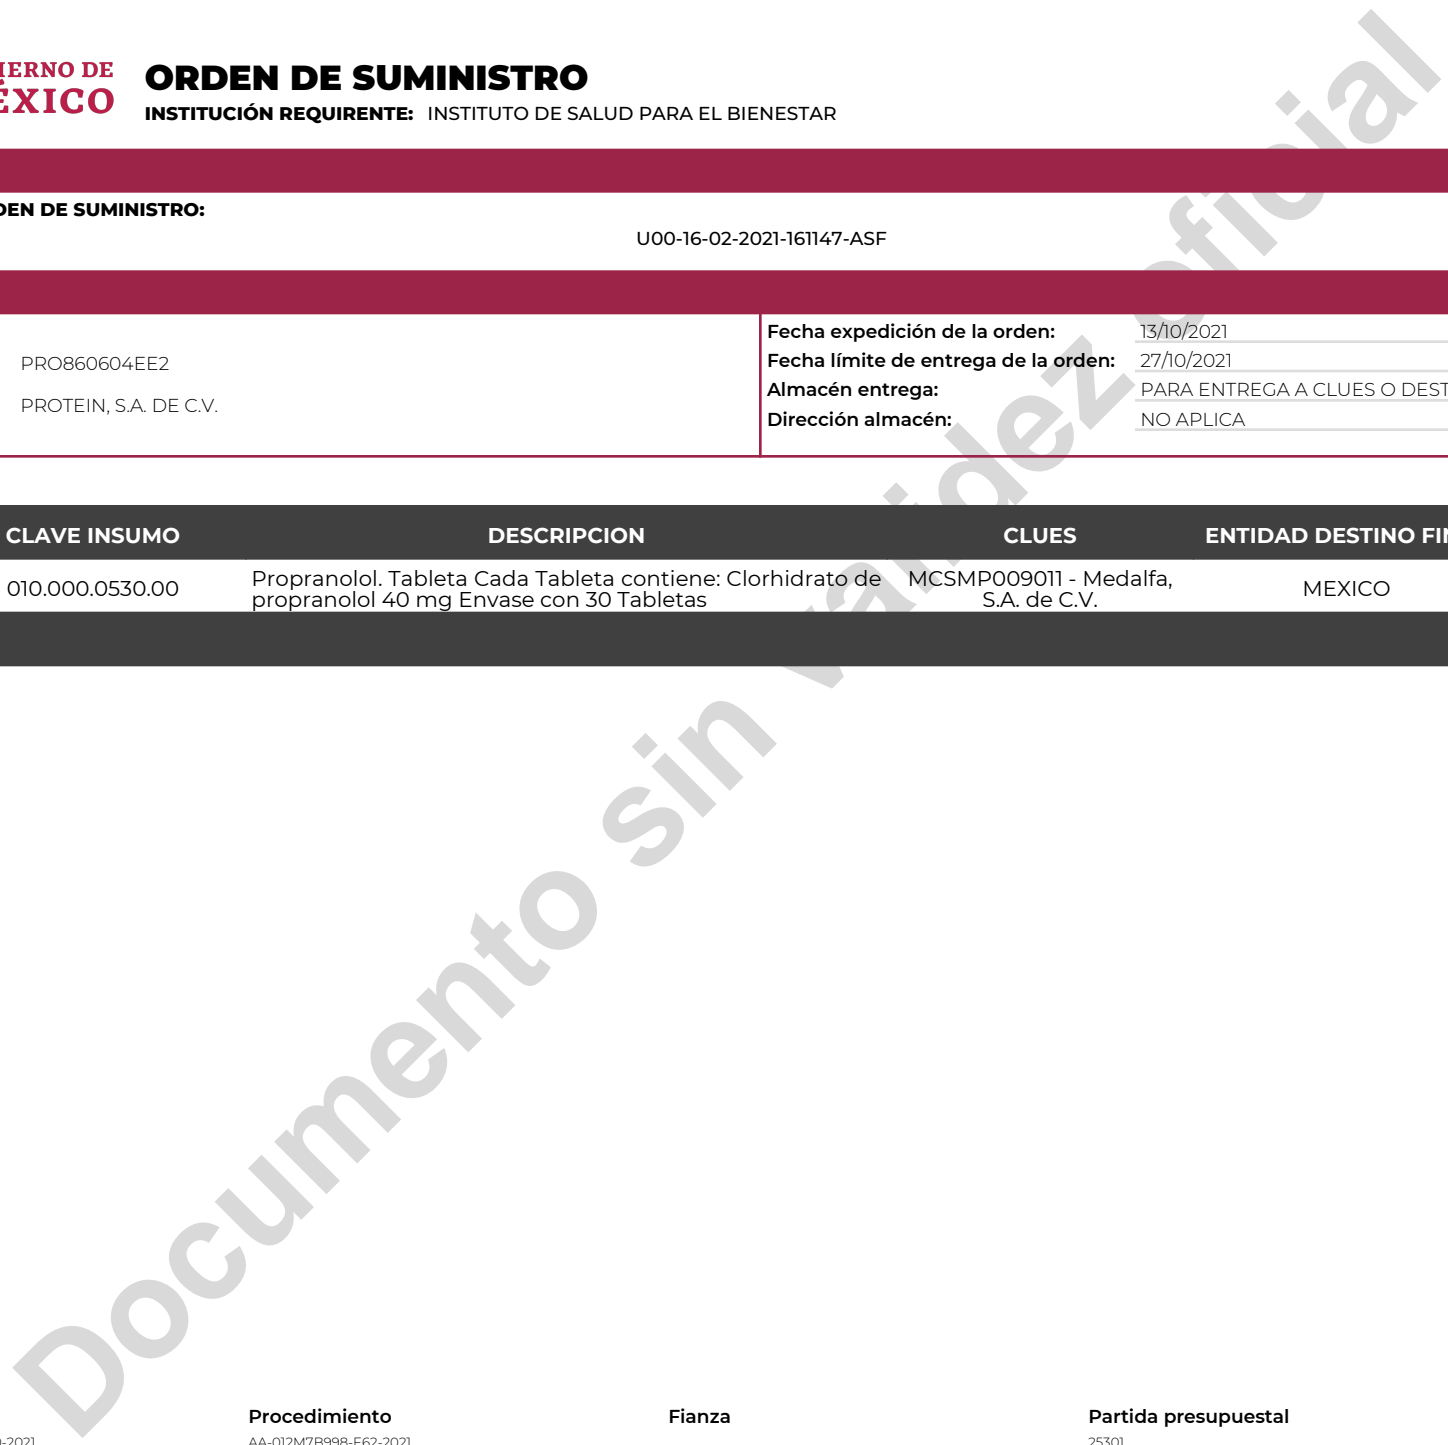 IERNO DE
ÉXICO
ORDEN DE SUMINISTRO
INSTITUCIÓN REQUIRENTE: INSTITUTO DE SALUD PARA EL BIENESTAR
DEN DE SUMINISTRO:
U00-16-02-2021-161147-ASF
PRO860604EE2
PROTEIN, S.A. DE C.V.
Fecha expedición de la orden: 13/10/2021
Fecha límite de entrega de la orden: 27/10/2021
Almacén entrega: PARA ENTREGA A CLUES O DEST
Dirección almacén: NO APLICA
CLAVE INSUMO DESCRIPCION CLUES ENTIDAD DESTINO FIN
010.000.0530.00 Propranolol. Tableta Cada Tableta contiene: Clorhidrato de propranolol 40 mg Envase con 30 Tabletas MCSMP009011 - Medalfa, S.A. de C.V. MEXICO
Documento sin validez oficial
Procedimiento Fianza Partida presupuestal
-2021 AA-012M7B998-E62-2021 25301